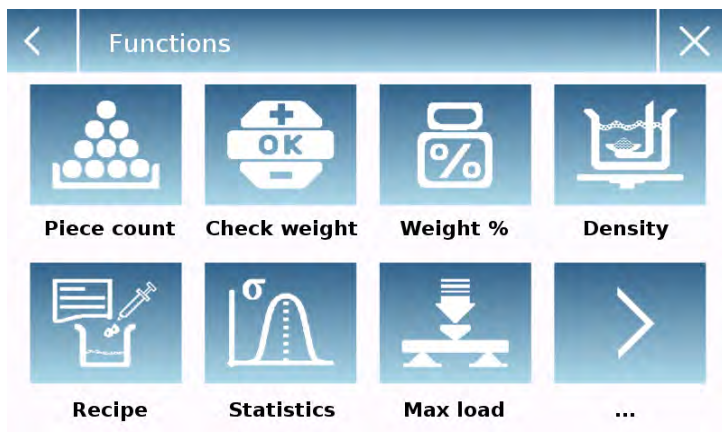 Functions
+
OK
-
%
Piece count
Check weight
Weight %
Density
σ
Recipe
Statistics
Max load
...